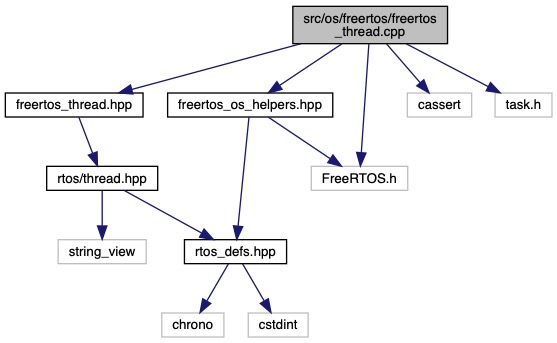 src/os/freertos/freertos
_thread.cpp
freertos_thread.hpp
freertos_os_helpers.hpp
cassert
task.h
rtos/thread.hpp
FreeRTOS.h
string_view
rtos_defs.hpp
chrono
cstdint